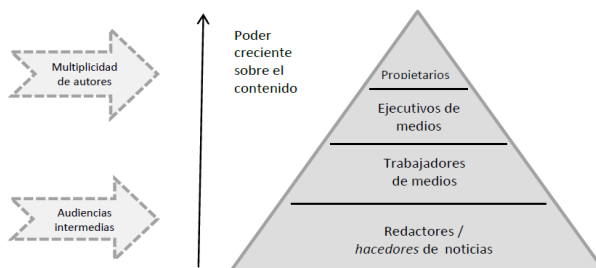 Multiplicidad
de autores
Audiencias
intermedias
Poder
creciente
sobre el
contenido
Propietarios
Ejecutivos de
medios
Trabajadores
de medios
Redactores /
hacedores de noticias